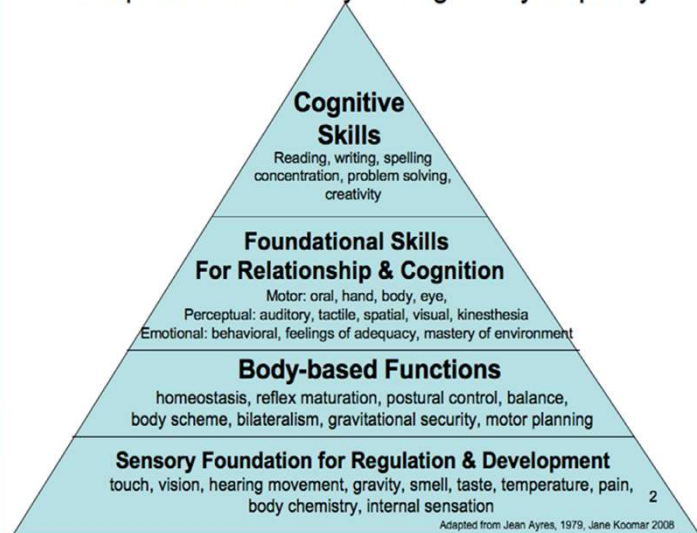 Cognitive
Skills
Reading, writing, spelling
concentration, problem solving,
creativity
Foundational Skills
For Relationship & Cognition
Motor: oral, hand, body, eye,
Perceptual: auditory, tactile, spatial, visual, kinesthesia
Emotional: behavioral, feelings of adequacy, mastery of environment
Body-based Functions
homeostasis, reflex maturation, postural control, balance,
body scheme, bilateralism, gravitational security, motor planning
Sensory Foundation for Regulation & Development
touch, vision, hearing movement, gravity, smell, taste, temperature, pain,
body chemistry, internal sensation
2
Adapted from Jean Ayres, 1979, Jane Koomar 2008